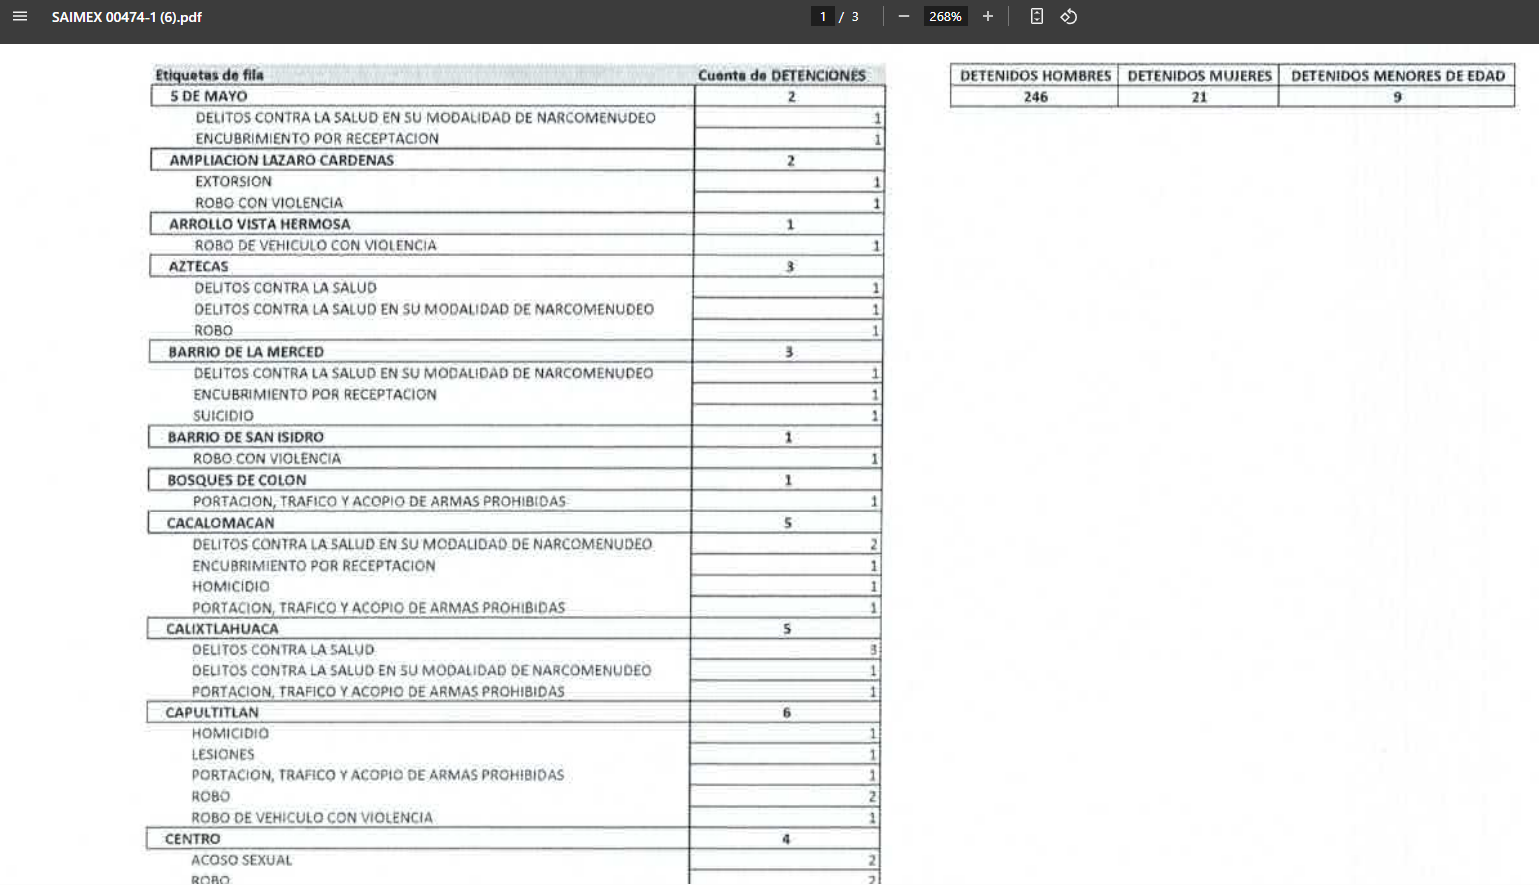 SAIMEX 00474-1 (6).pdf
1 / 3
268%
Etiquetas de fila Cuenta de DETENCIONES
5 DE MAYO 2
DELITOS CONTRA LA SALUD EN SU MODALIDAD DE NARCOMENUDEO 1
ENCUBRIMIENTO POR RECEPTACION 1
AMPLIACION LAZARO CARDENAS 2
EXTORSION 1
ROBO CON VIOLENCIA 1
ARROLLO VISTA HERMOSA 1
ROBO DE VEHICULO CON VIOLENCIA 1
AZTECAS 3
DELITOS CONTRA LA SALUD 1
DELITOS CONTRA LA SALUD EN SU MODALIDAD DE NARCOMENUDEO 1
ROBO 1
BARRIO DE LA MERCED 3
DELITOS CONTRA LA SALUD EN SU MODALIDAD DE NARCOMENUDEO 1
ENCUBRIMIENTO POR RECEPTACION 1
SUICIDIO 1
BARRIO DE SAN ISIDRO 1
ROBO CON VIOLENCIA 1
BOSQUES DE COLON 1
PORTACION, TRAFICO Y ACOPIO DE ARMAS PROHIBIDAS 1
CACALOMACAN 5
DELITOS CONTRA LA SALUD EN SU MODALIDAD DE NARCOMENUDEO 2
ENCUBRIMIENTO POR RECEPTACION 1
HOMICIDIO 1
PORTACION, TRAFICO Y ACOPIO DE ARMAS PROHIBIDAS 1
CALIXTLAHUACA 5
DELITOS CONTRA LA SALUD 3
DELITOS CONTRA LA SALUD EN SU MODALIDAD DE NARCOMENUDEO 1
PORTACION, TRAFICO Y ACOPIO DE ARMAS PROHIBIDAS 1
CAPULTITLAN 6
HOMICIDIO 1
LESIONES 1
PORTACION, TRAFICO Y ACOPIO DE ARMAS PROHIBIDAS 1
ROBO 2
ROBO DE VEHICULO CON VIOLENCIA 1
CENTRO 4
ACOSO SEXUAL 2
ROBO 2
DETENIDOS HOMBRES DETENIDOS MUJERES DETENIDOS MENORES DE EDAD
246 21 9